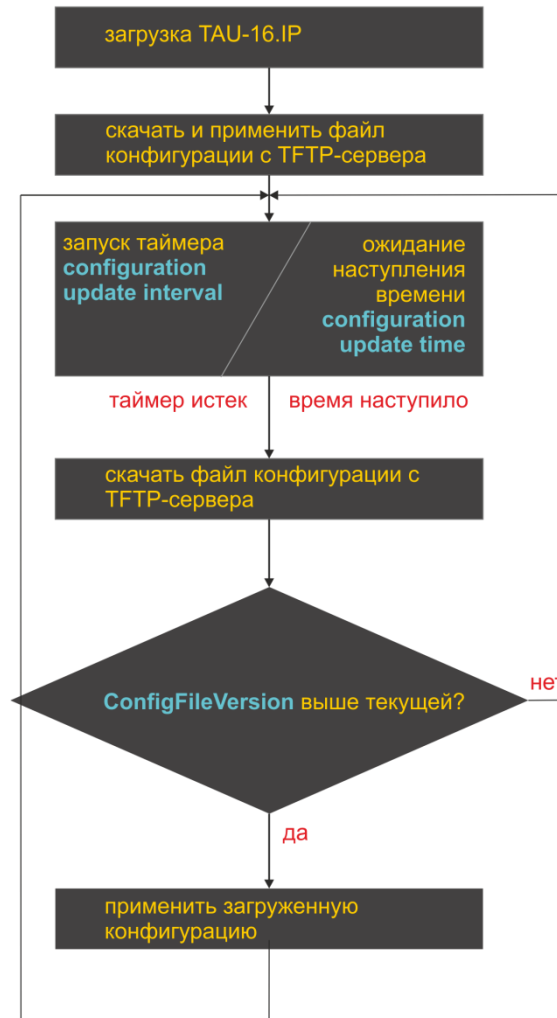 загрузка TAU-16.IP
скачать и применить файл
конфигурации с TFTP-сервера
запуск таймера
configuration
update interval
ожидание
наступления
времени
configuration
update time
таймер истек
время наступило
скачать файл конфигурации с
TFTP-сервера
ConfigFileVersion выше текущей?
нет
да
применить загруженную
конфигурацию